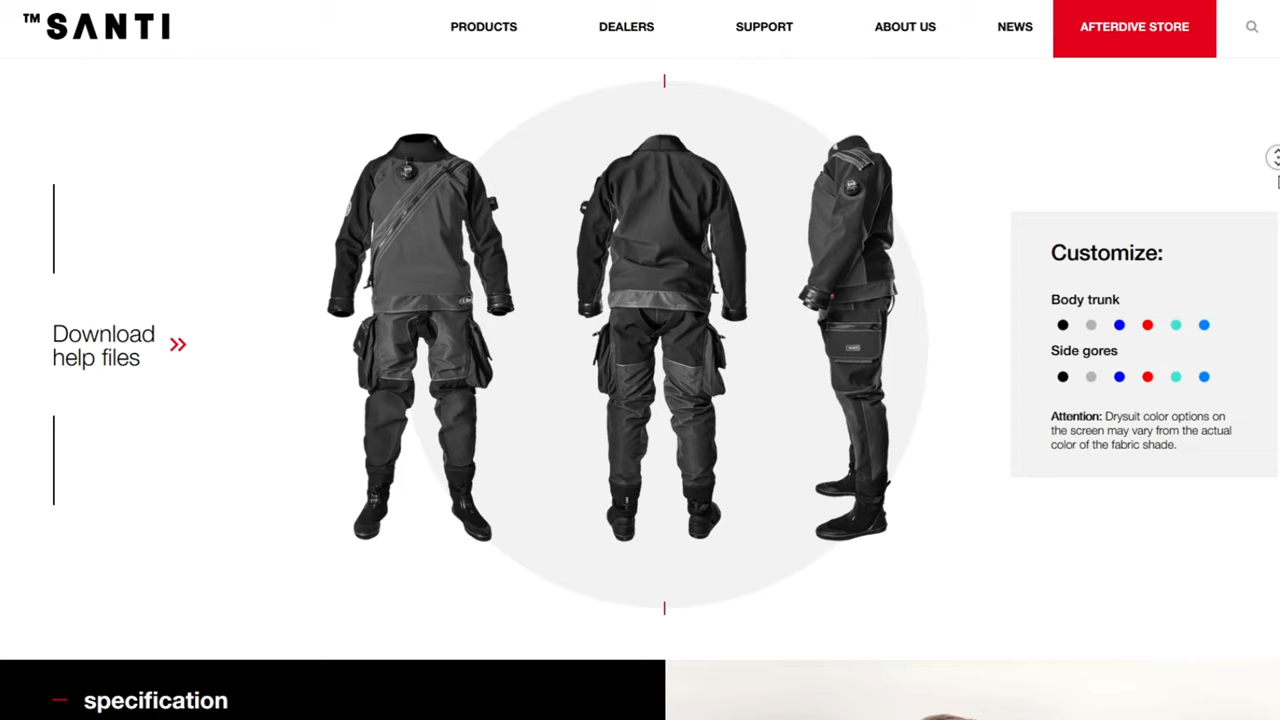 ™SANTI
PRODUCTS
DEALERS
SUPPORT
ABOUT US
NEWS
AFTERDIVE STORE
Download
help files
Customize:
Body trunk
Side gores
Attention: Drysuit color options on
the screen may vary from the actual
color of the fabric shade.
SANTI
specification